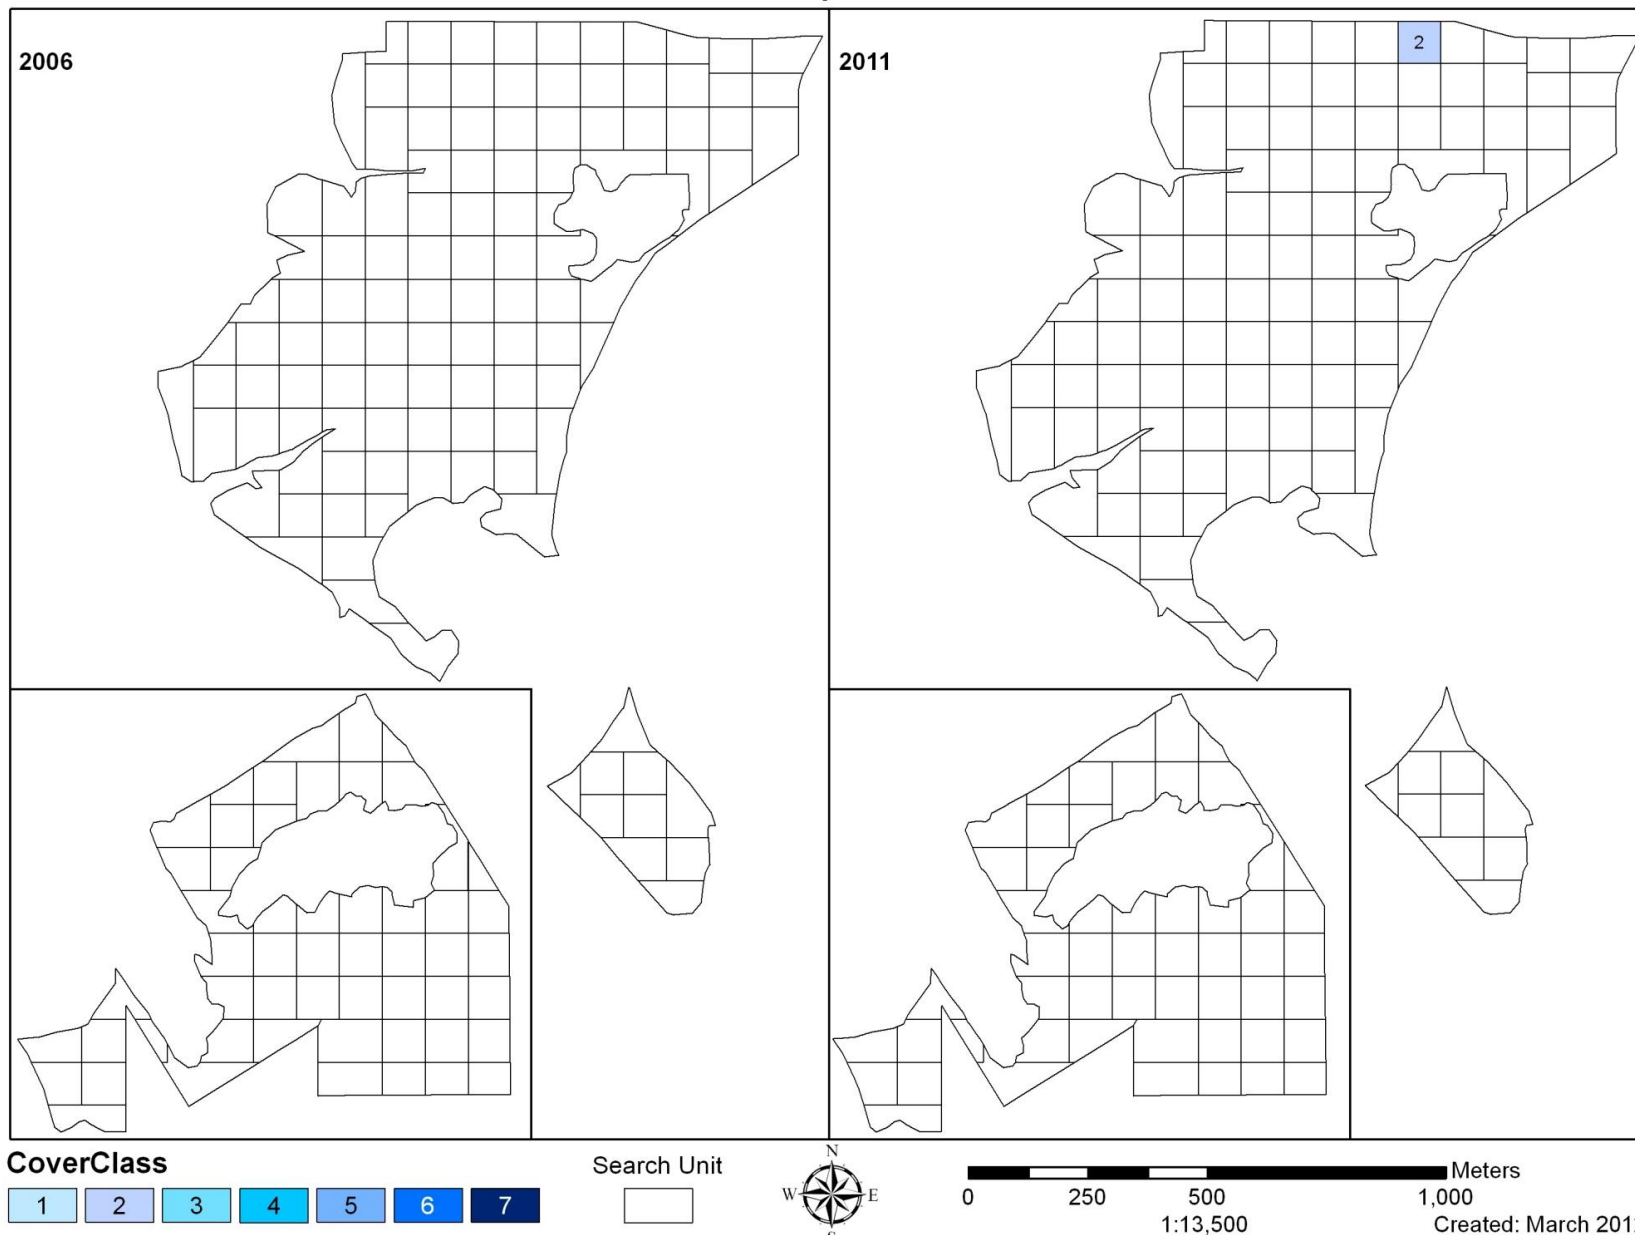 2006
2011
2
CoverClass
1 2 3 4 5 6 7
Search Unit
N
W E
S
Meters
0 250 500 1,000
1:13,500
Created: March